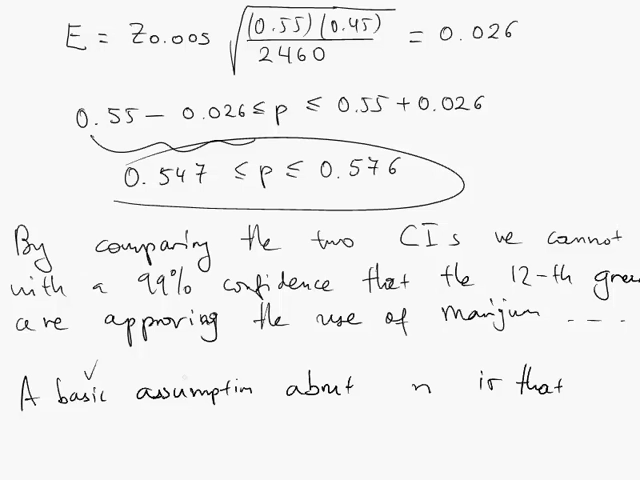 E = Z0.005 √(0.55)(0.45)/2460 = 0.026
0.55 - 0.026 ≤ p ≤ 0.55 + 0.026
0.547 ≤ p ≤ 0.576
By comparing the two CIs we cannot
with a 99% confidence that the 12-th gra
are approving the use of marijum ----
A basic assumption about n is that